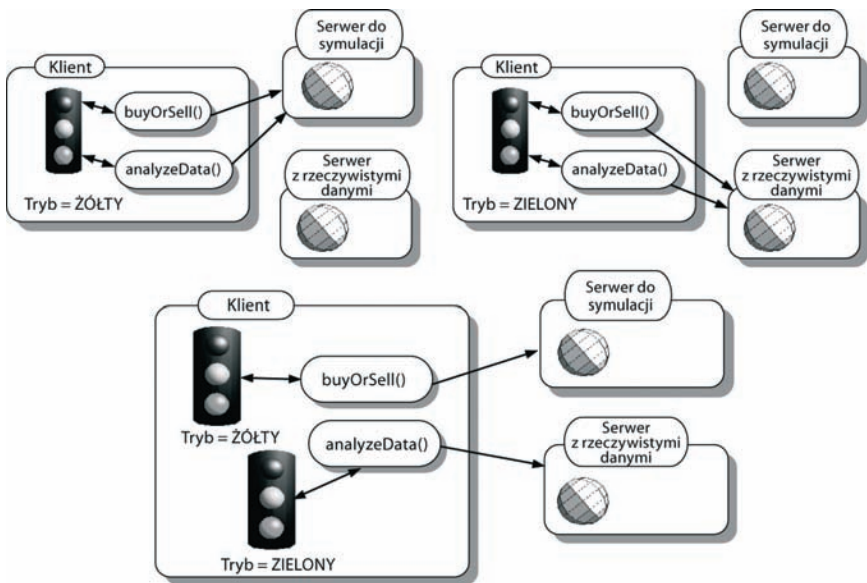 Klient
buyOrSell()
analyzeData()
Tryb = ŻÓŁTY
Serwer do
symulacji
Serwer
z rzeczywistymi
danymi
Klient
buyOrSell()
analyzeData()
Tryb = ZIELONY
Serwer do
symulacji
Serwer
z rzeczywistymi
danymi
Klient
buyOrSell()
Tryb = ŻÓŁTY
analyzeData()
Tryb = ZIELONY
Serwer do
symulacji
Serwer
z rzeczywistymi
danymi